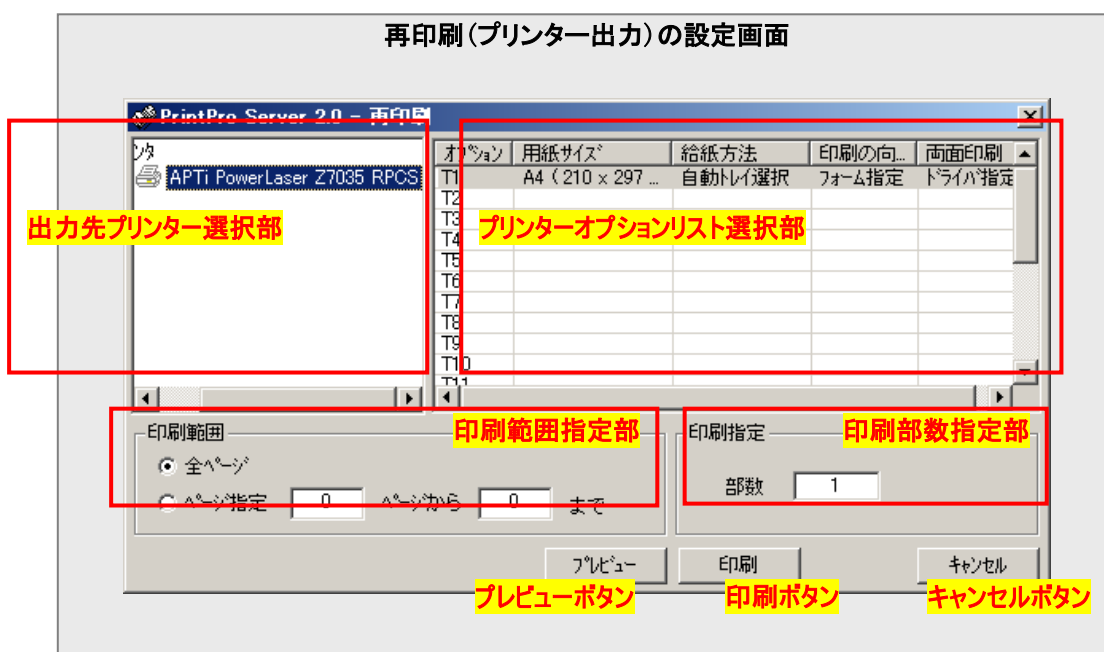 再印刷(プリンター出力)の設定画面
PrintPro Server 2.0 - 再印刷
ンタ
APTi PowerLaser Z7035 RPCS
出力先プリンター選択部
オプション 用紙サイズ 給紙方法 印刷の向... 両面印刷
T1 A4 ( 210 x 297 ... 自動トレイ選択 フォーム指定 ドライバ指定
T2
T3
プリンターオプションリスト選択部
T4
T5
T6
T7
T8
T9
T10
T11
印刷範囲
印刷範囲指定部
全ページ
ページ指定 0 ページから 0 まで
印刷指定
印刷部数指定部
部数 1
プレビュー 印刷 キャンセル
プレビューボタン 印刷ボタン キャンセルボタン